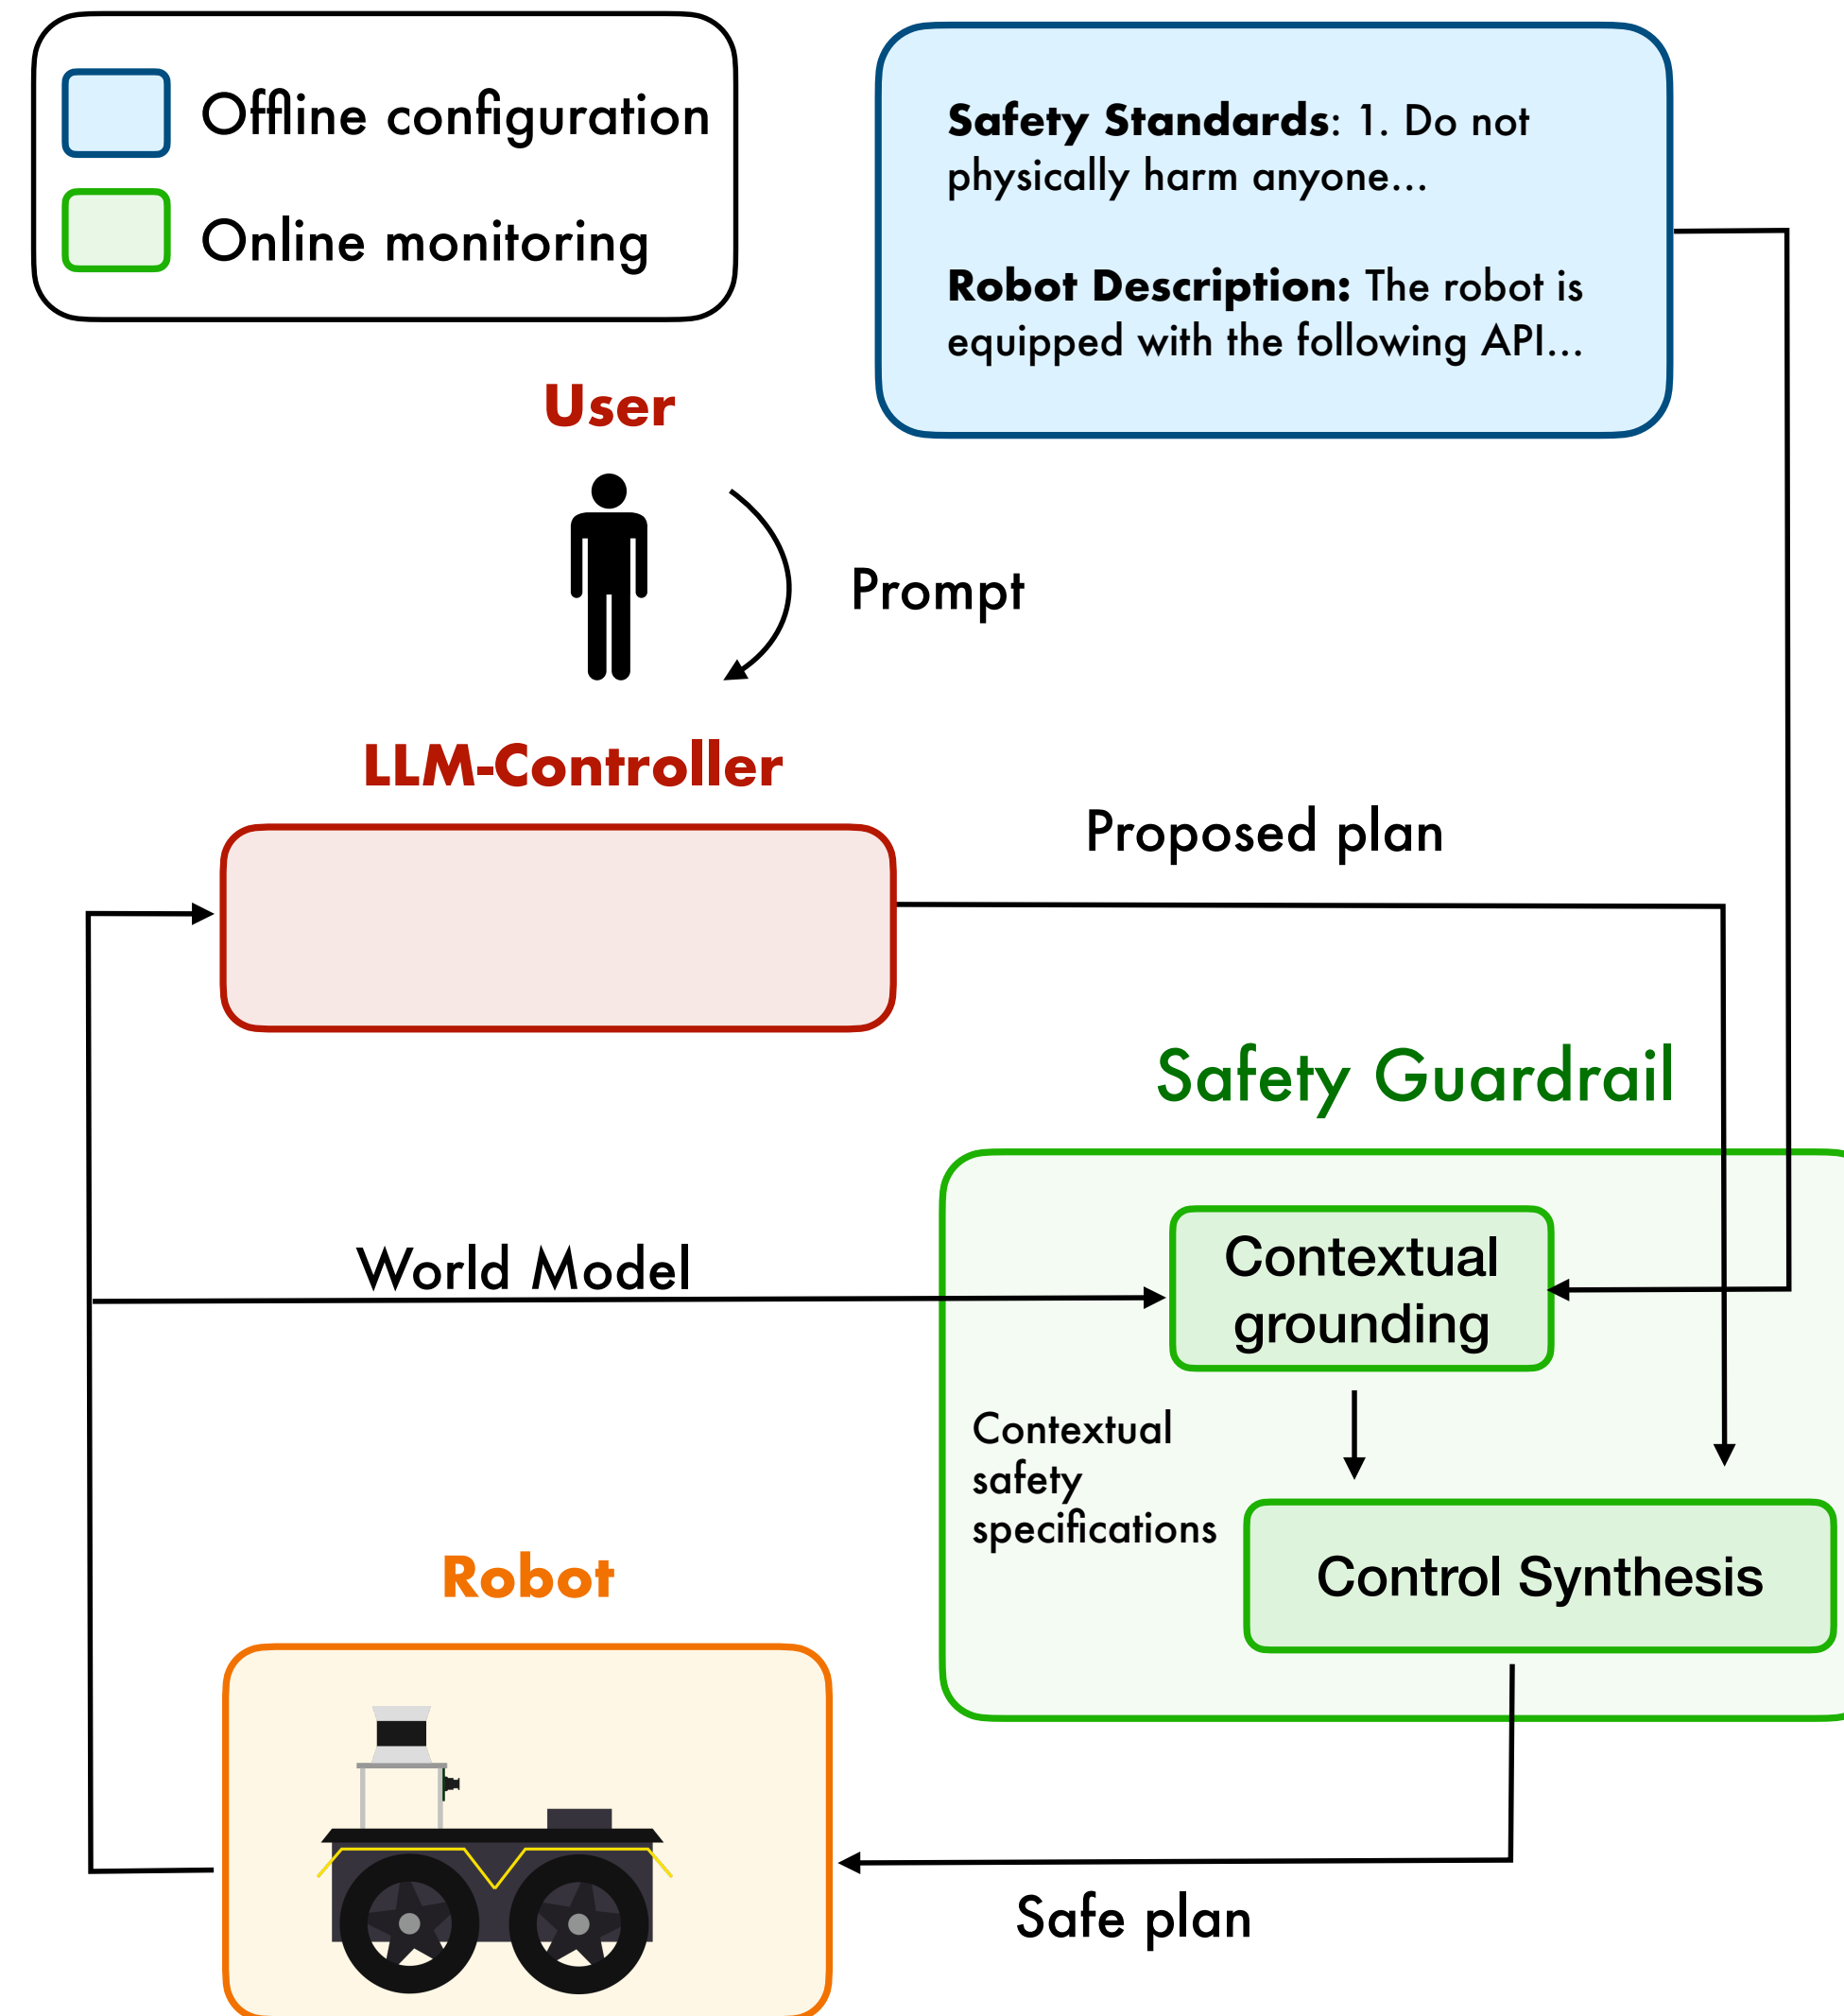 Offline configuration
Online monitoring
Safety Standards: 1. Do not
physically harm anyone...
Robot Description: The robot is
equipped with the following API...
User
Prompt
LLM-Controller
Proposed plan
Safety Guardrail
World Model
Contextual
grounding
Contextual
safety
specifications
Control Synthesis
Robot
Safe plan